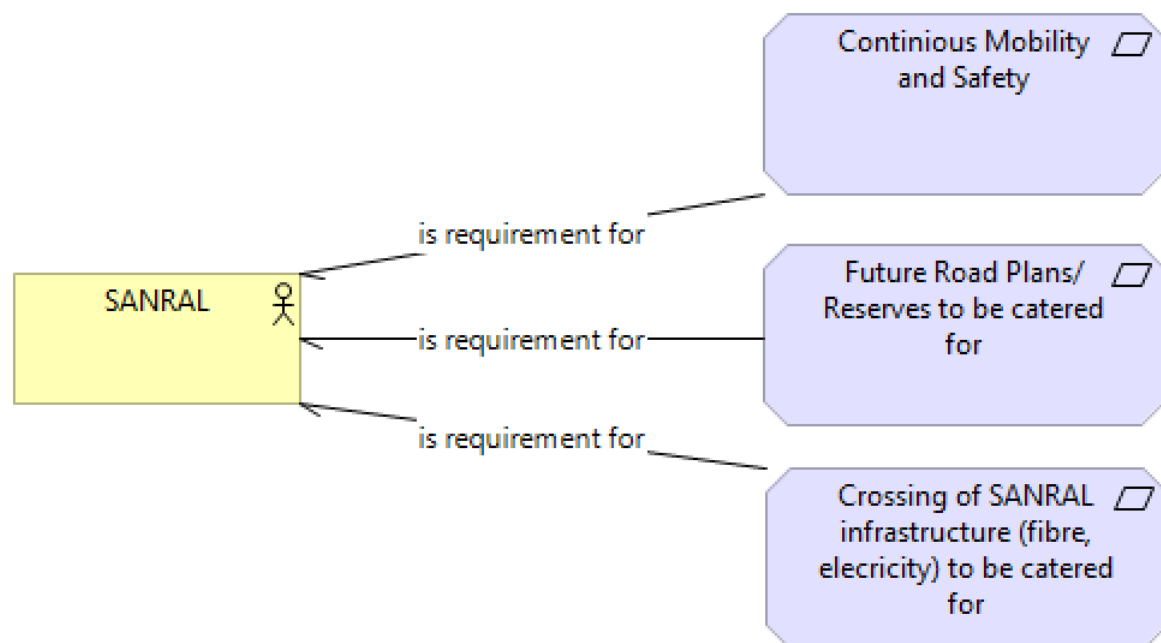 Continious Mobility
and Safety
is requirement for
SANRAL
Future Road Plans/
Reserves to be catered
for
is requirement for
is requirement for
Crossing of SANRAL
infrastructure (fibre,
elecricity) to be catered
for